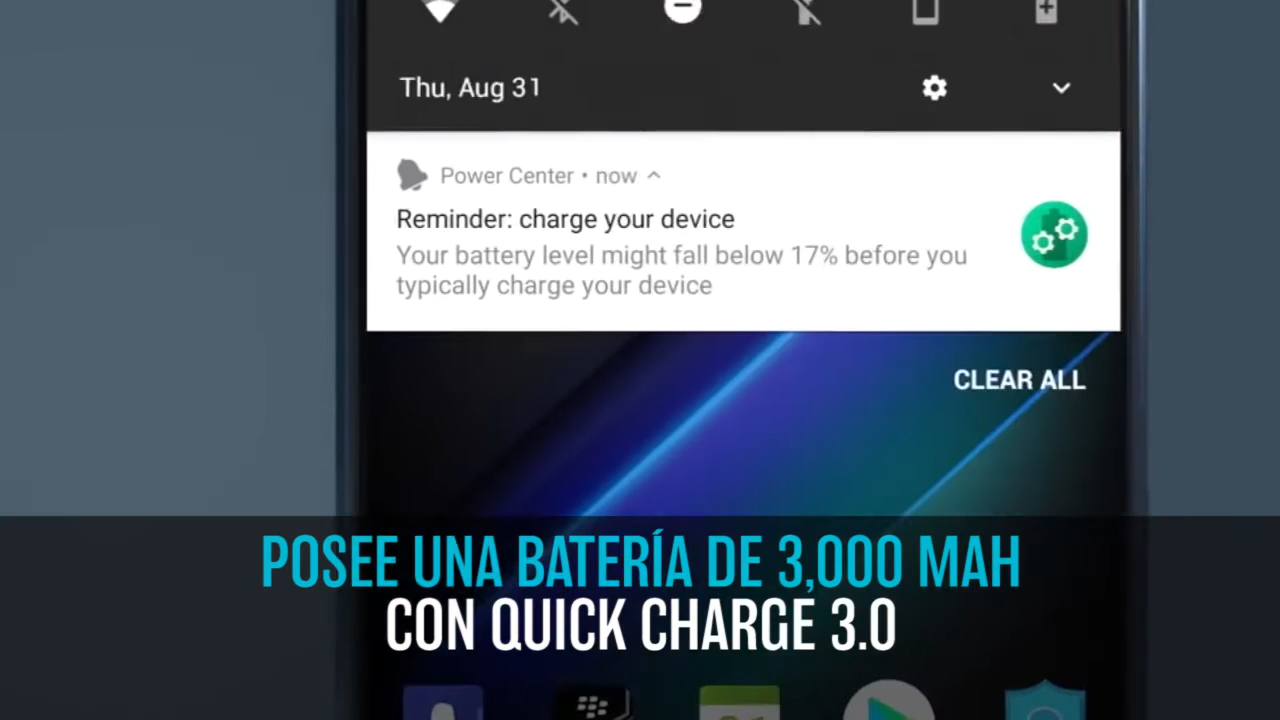 Thu, Aug 31
Power Center • now
Reminder: charge your device
Your battery level might fall below 17% before you
typically charge your device
CLEAR ALL
POSEE UNA BATERÍA DE 3,000 MAH
CON QUICK CHARGE 3.0